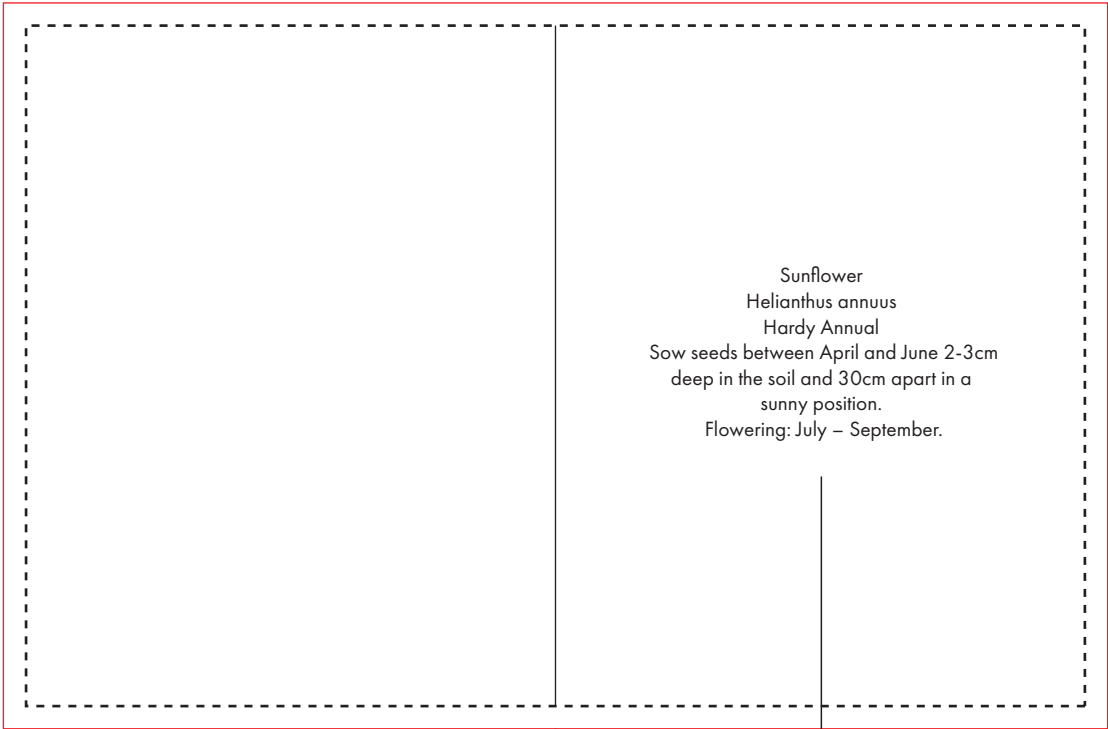 Sunflower
Helianthus annuus
Hardy Annual
Sow seeds between April and June 2-3cm
deep in the soil and 30cm apart in a
sunny position.
Flowering: July – September.